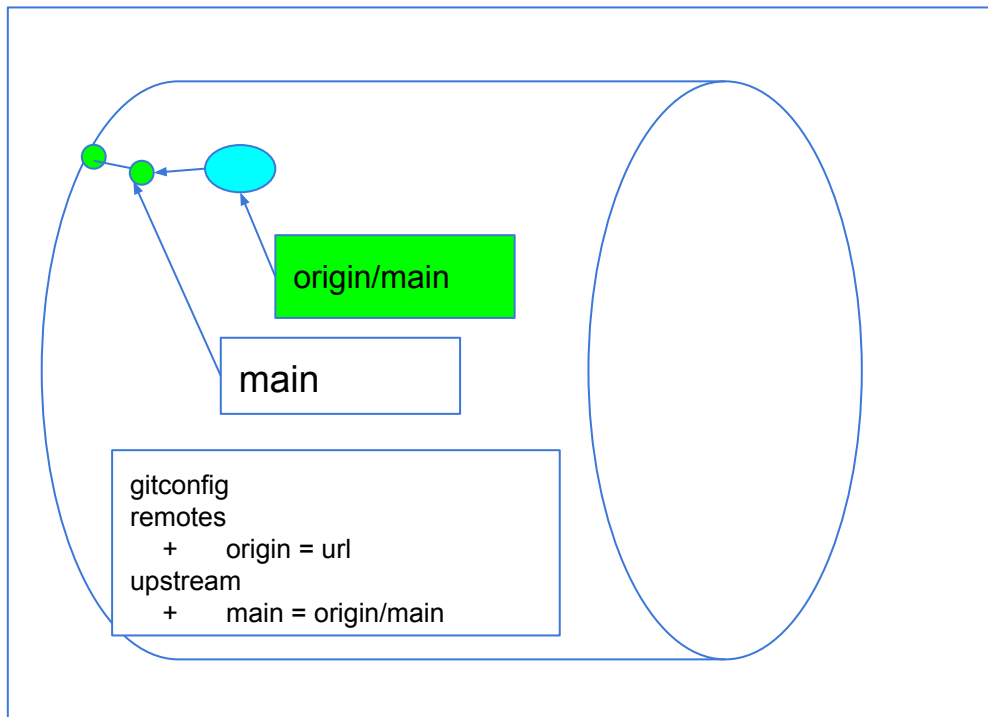 origin/main
main
gitconfig
remotes
+ origin = url
upstream
+ main = origin/main